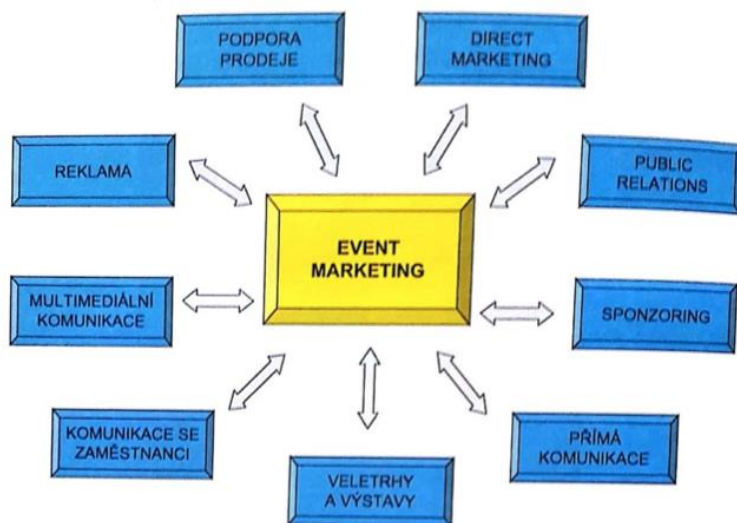 PODPORA
PRODEJE
DIRECT
MARKETING
REKLAMA
PUBLIC
RELATIONS
EVENT
MARKETING
MULTIMEDIÁLNÍ
KOMUNIKACE
SPONZORING
KOMUNIKACE SE
ZAMĚSTNANCI
PŘÍMÁ
KOMUNIKACE
VELETRHY
A VÝSTAVY